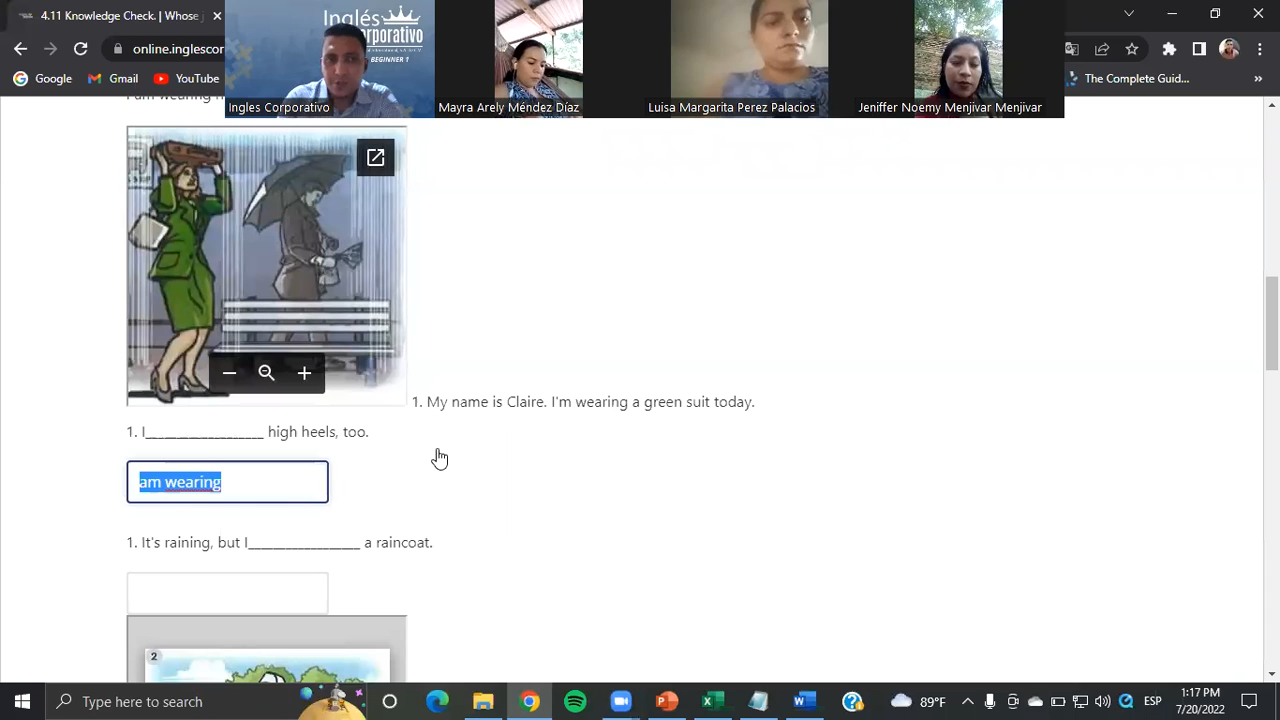 4.11 Knowledge Check | Whose
online.inglescor
Google
Gmail
YouTube
The Complete Guid...
Inglés
BEGINNER 1
Ingles Corporativo
Mayra Arely Méndez Díaz
Luisa Margarita Perez Palacios
Jeniffer Noemy Menjivar Menjivar
1. My name is Claire. I'm wearing a green suit today.
1. I__________________ high heels, too.
am wearing
1. It's raining, but I_________________ a raincoat.
2
Type here to search
89°F
ESP
1:17 PM
7/20/2022